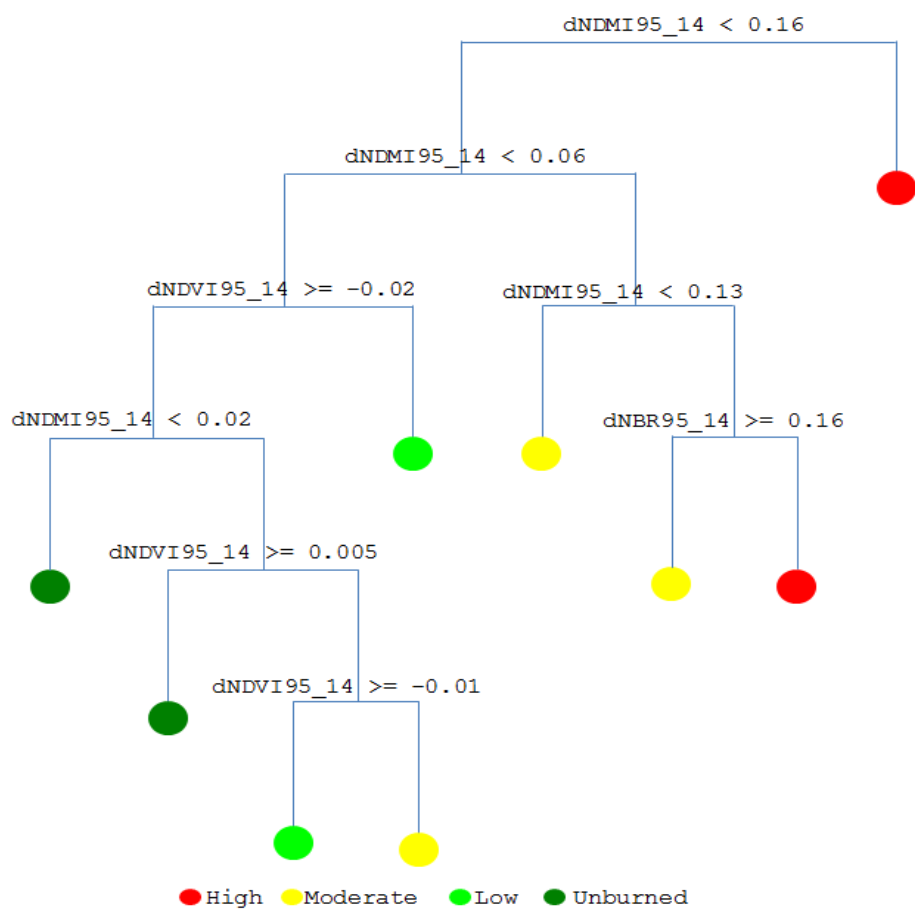 dNDMI95_14 < 0.16
dNDMI95_14 < 0.06
dNDVI95_14 >= -0.02
dNDMI95_14 < 0.13
dNDMI95_14 < 0.02
dNBR95_14 >= 0.16
dNDVI95_14 >= 0.005
dNDVI95_14 >= -0.01
High Moderate Low Unburned